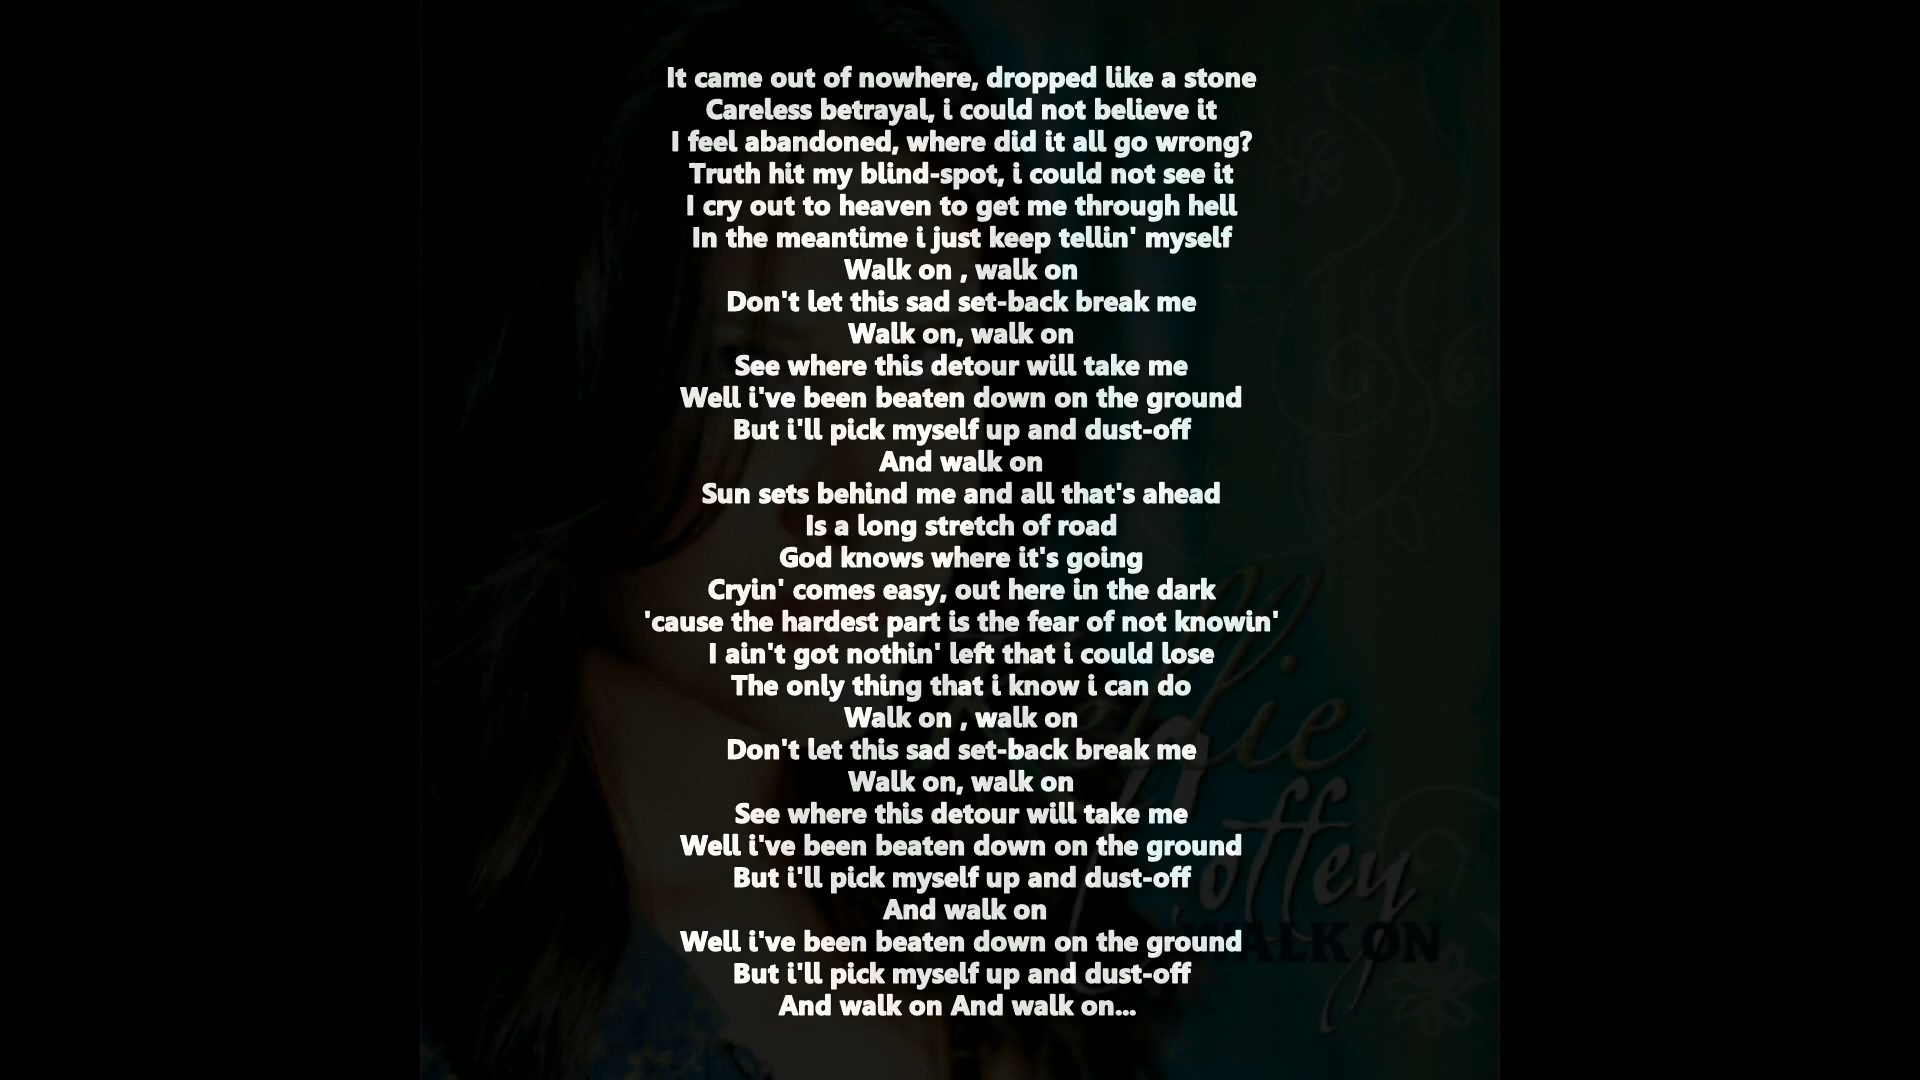 It came out of nowhere, dropped like a stone
Careless betrayal, i could not believe it
I feel abandoned, where did it all go wrong?
Truth hit my blind-spot, i could not see it
I cry out to heaven to get me through hell
In the meantime i just keep tellin' myself
Walk on , walk on
Don't let this sad set-back break me
Walk on, walk on
See where this detour will take me
Well i've been beaten down on the ground
But i'll pick myself up and dust-off
And walk on
Sun sets behind me and all that's ahead
Is a long stretch of road
God knows where it's going
Cryin' comes easy, out here in the dark
'cause the hardest part is the fear of not knowin'
I ain't got nothin' left that i could lose
The only thing that i know i can do
Walk on , walk on
Don't let this sad set-back break me
Walk on, walk on
See where this detour will take me
Well i've been beaten down on the ground
But i'll pick myself up and dust-off
And walk on
Well i've been beaten down on the ground
But i'll pick myself up and dust-off
And walk on And walk on...
Coffey
WALK ON